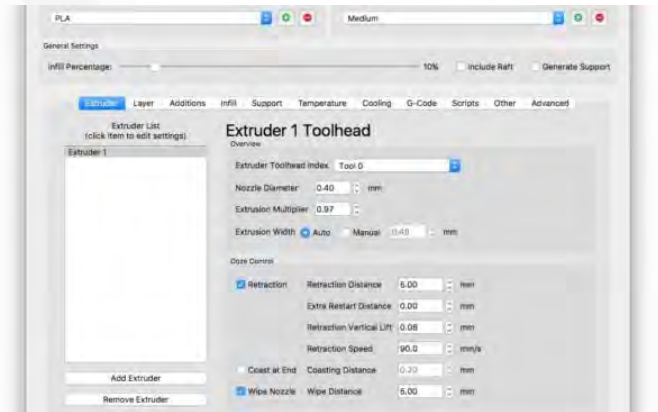 PLA Medium
General Settings
Infill Percentage: 10% Include Raft Generate Support
Extruder Layer Additions Infill Support Temperature Cooling G-Code Scripts Other Advanced
Extruder List
(click item to edit settings)
Extruder 1
Extruder 1 Toolhead
Overview
Extruder Toolhead Index Tool 0
Nozzle Diameter 0.40 mm
Extrusion Multiplier 0.97
Extrusion Width Auto Manual 0.48 mm
Ooze Control
Retraction Retraction Distance 6.00 mm
Extra Restart Distance 0.00 mm
Retraction Vertical Lift 0.08 mm
Retraction Speed 90.0 mm/s
Coast at End Coasting Distance 0.20 mm
Wipe Nozzle Wipe Distance 5.00 mm
Add Extruder
Remove Extruder